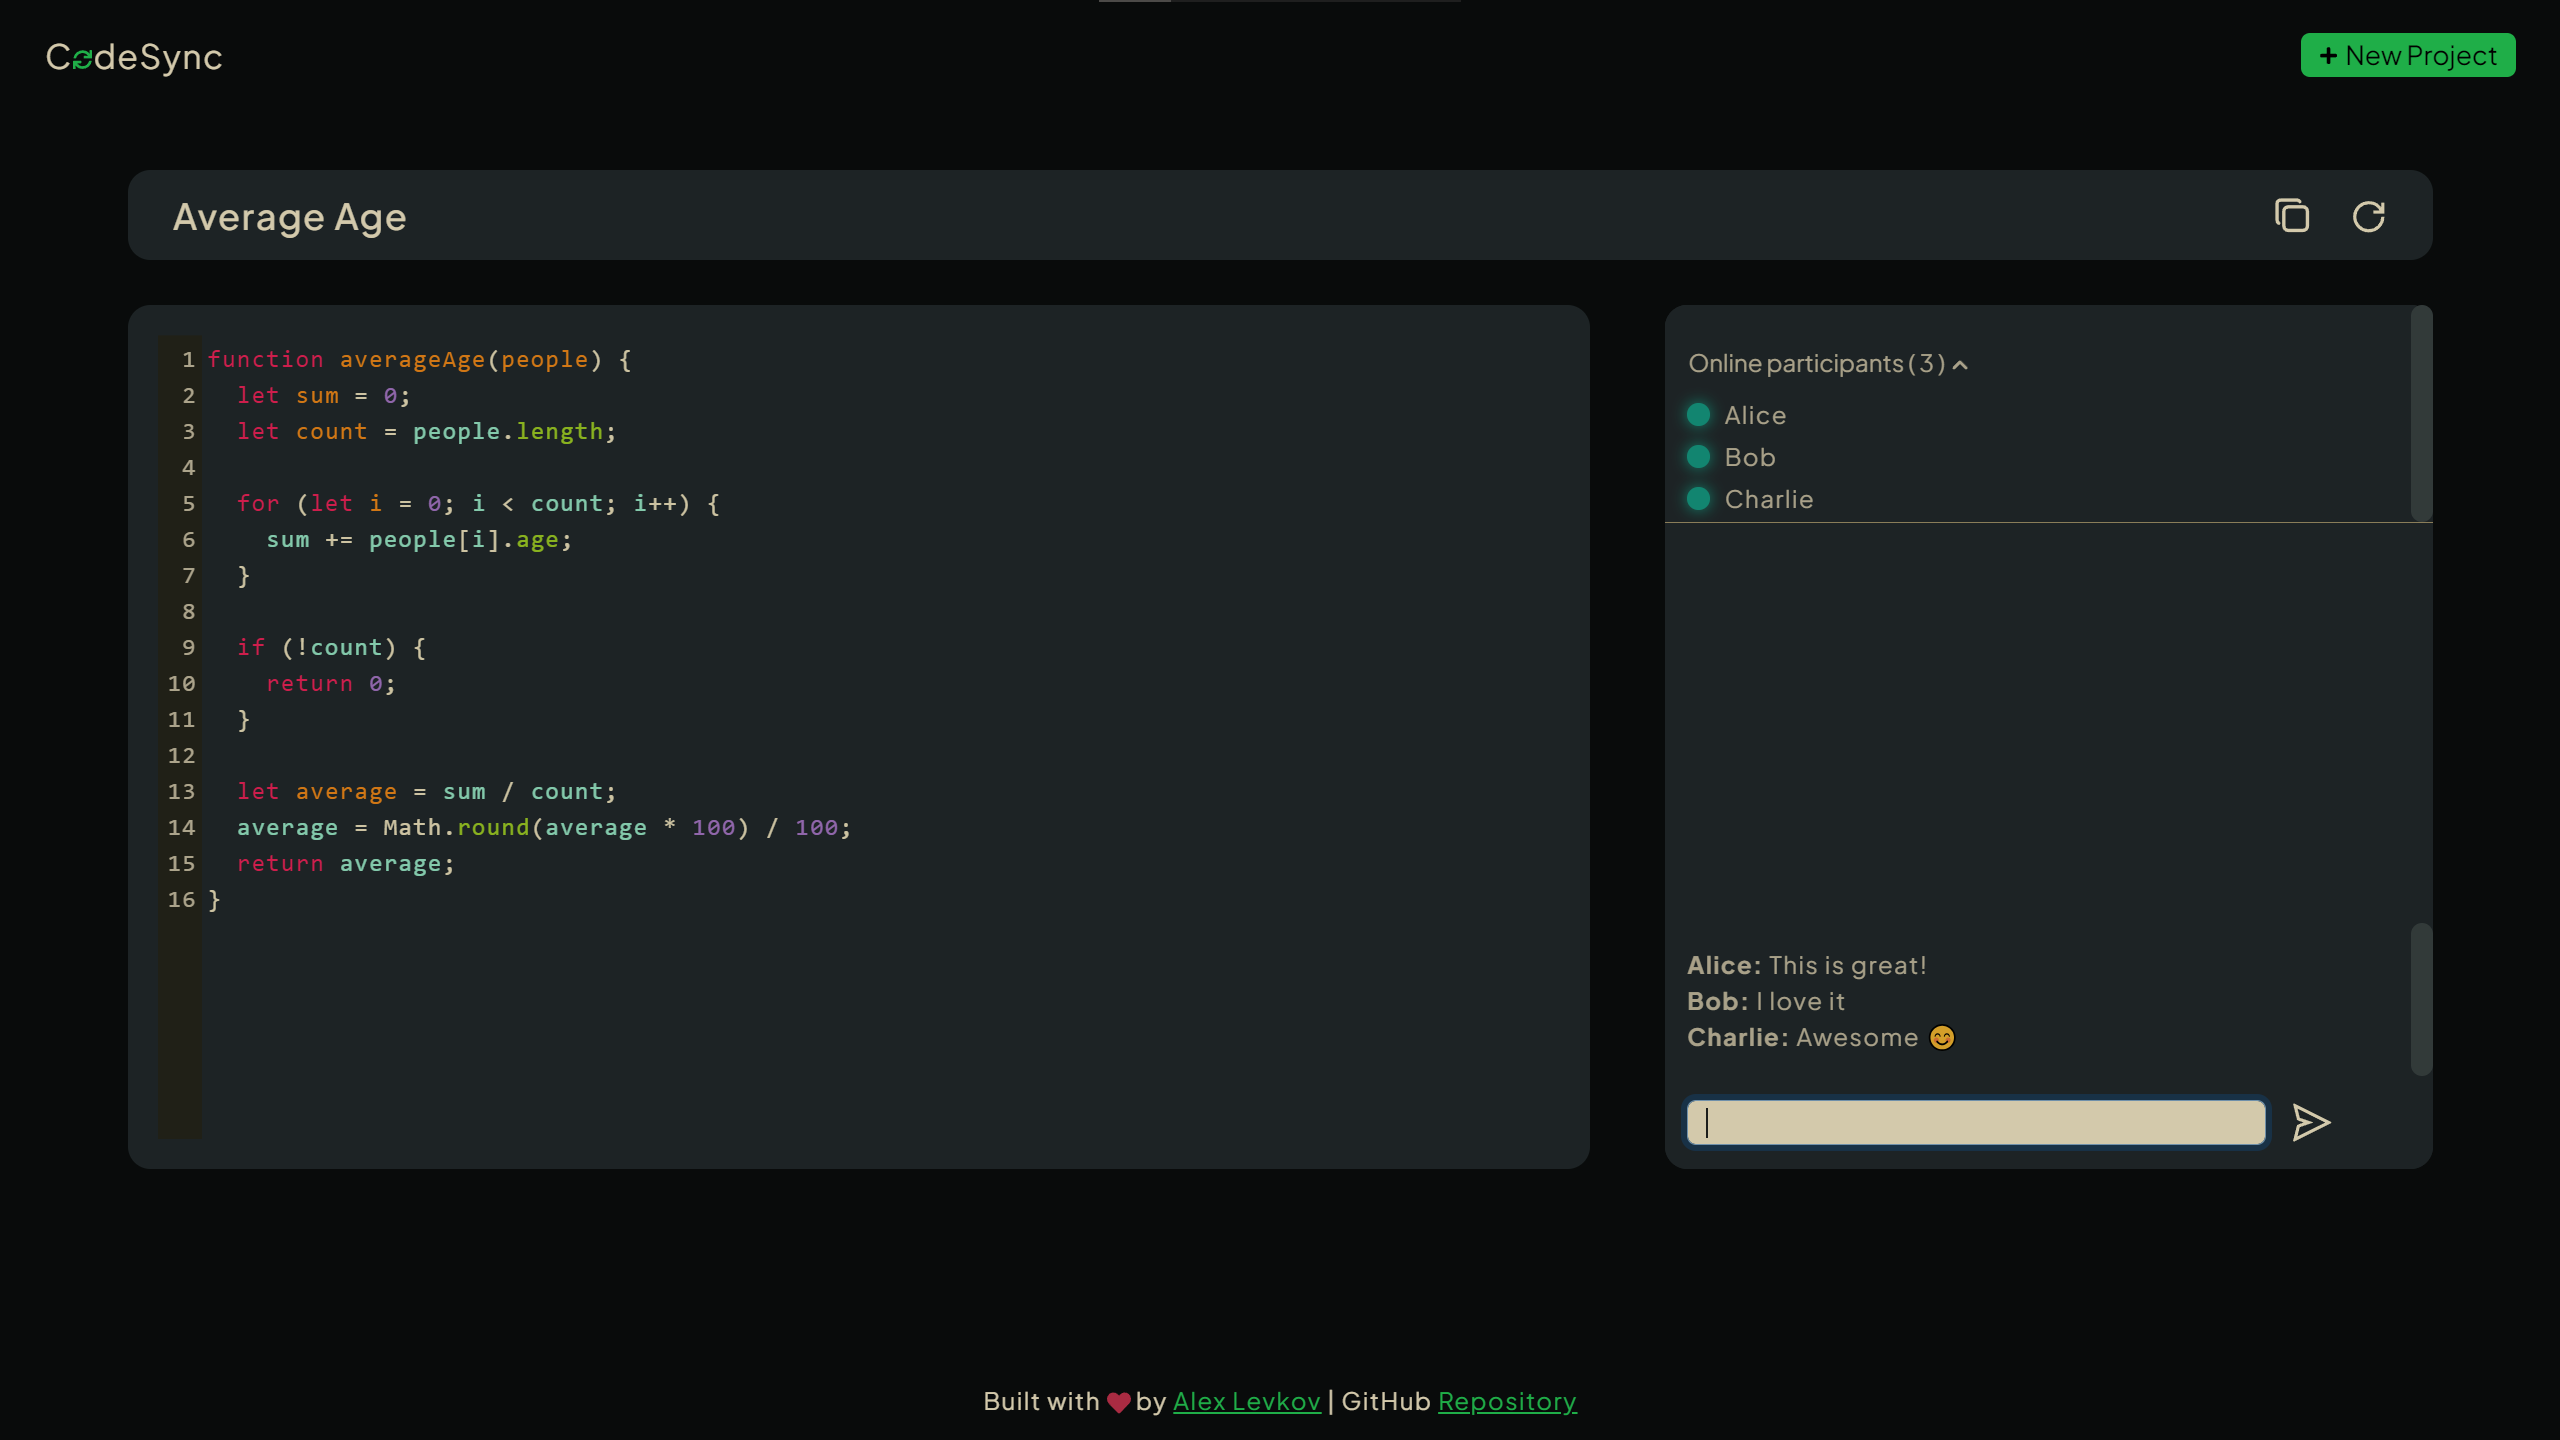 CodeSync
+ New Project
Average Age
1 function averageAge(people) {
2   let sum = 0;
3   let count = people.length;
4
5   for (let i = 0; i < count; i++) {
6     sum += people[i].age;
7   }
8
9   if (!count) {
10     return 0;
11   }
12
13   let average = sum / count;
14   average = Math.round(average * 100) / 100;
15   return average;
16 }
Online participants (3)
Alice
Bob
Charlie
Alice: This is great!
Bob: I love it
Charlie: Awesome 😊
Built with ❤ by Alex Levkov | GitHub Repository